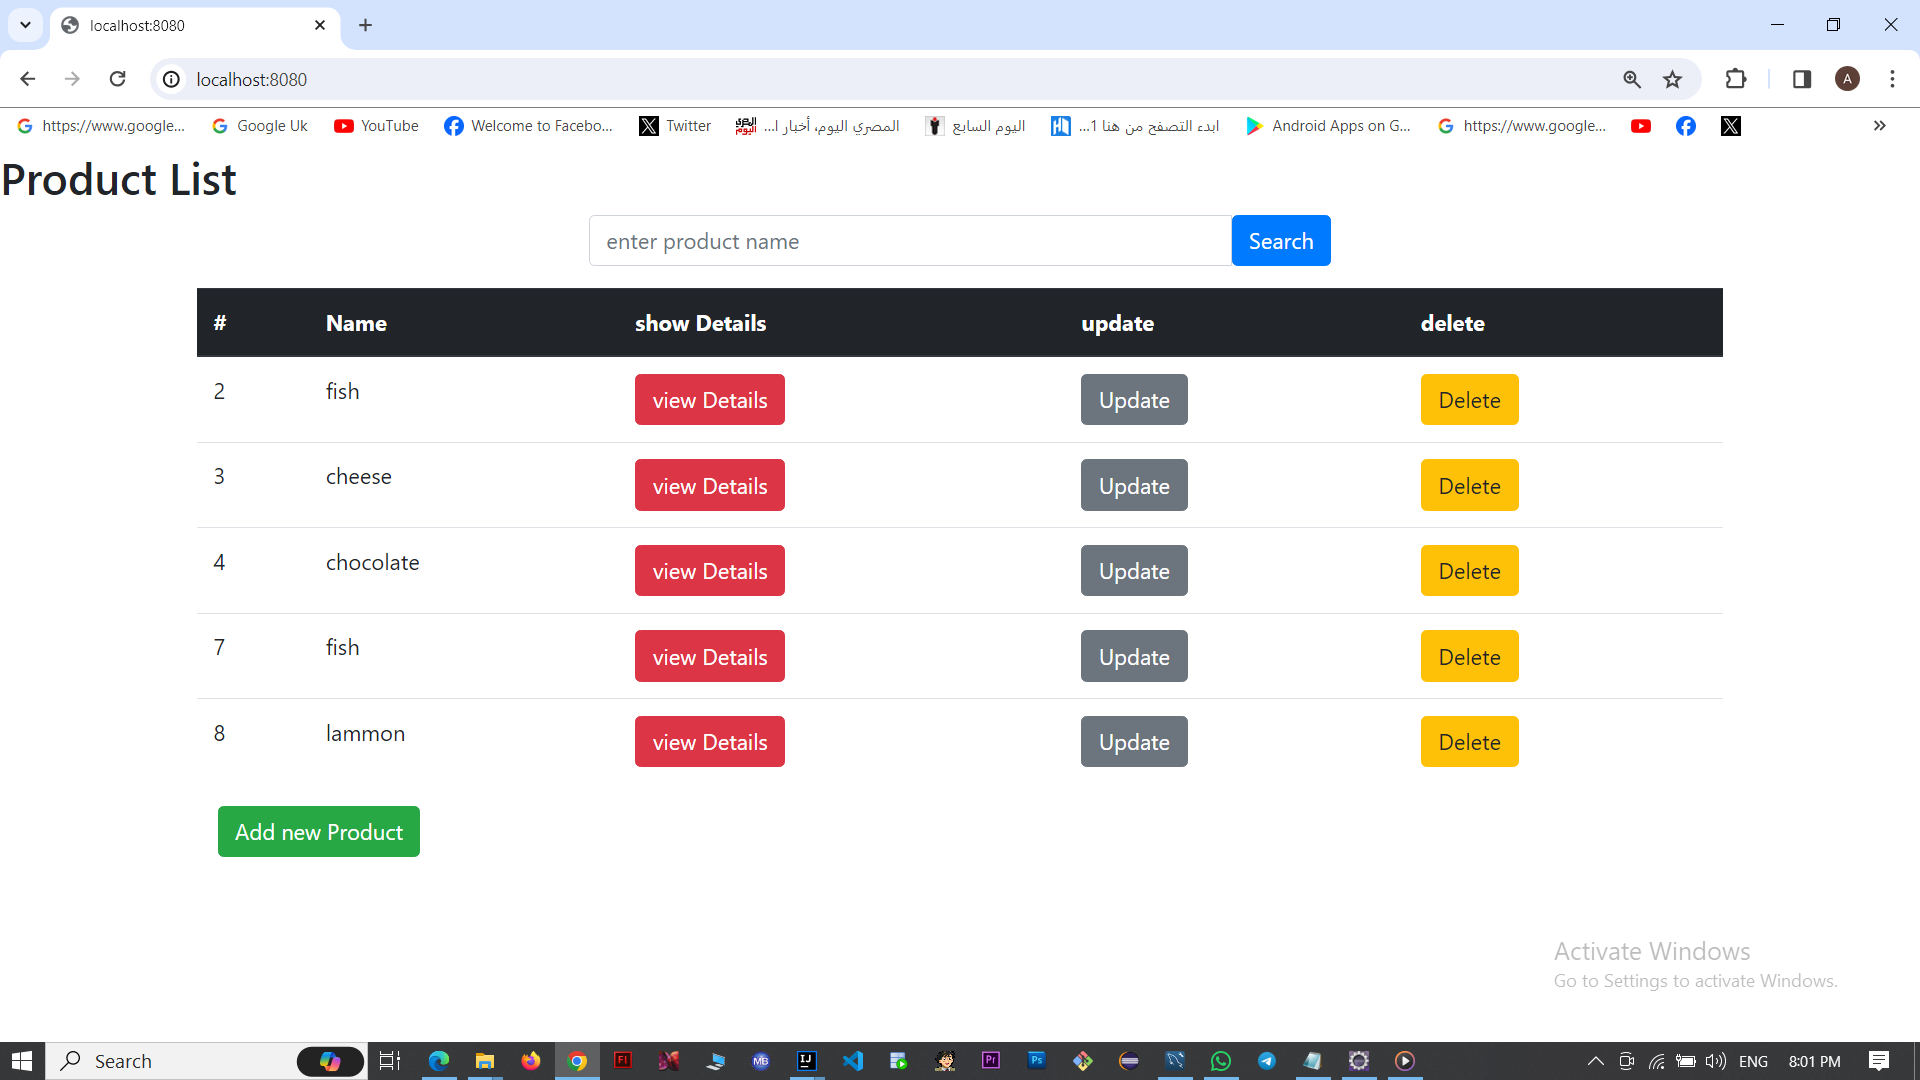 localhost:8080
localhost:8080
A
https://www.google...
Google Uk
YouTube
Welcome to Facebo...
Twitter
المصري اليوم، أخبار ا...
اليوم السابع
ابدء التصفح من هنا 1...
Android Apps on G...
https://www.google...
Product List
enter product name
Search
# Name show Details update delete
2 fish view Details Update Delete
3 cheese view Details Update Delete
4 chocolate view Details Update Delete
7 fish view Details Update Delete
8 lammon view Details Update Delete
Add new Product
Activate Windows
Go to Settings to activate Windows.
Search
MB
IJ
Pr
Ps
ENG
8:01 PM